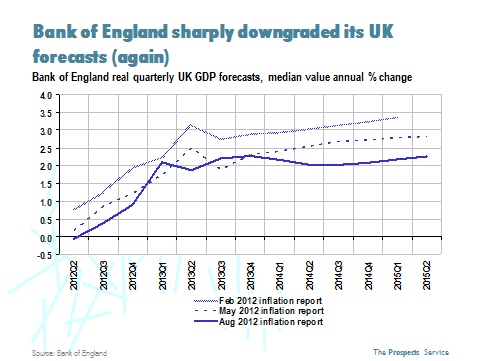 Bank of England sharply downgraded its UK
forecasts (again)
Bank of England real quarterly UK GDP forecasts, median value annual % change
4.0
3.5
3.0
2.5
2.0
1.5
1.0
0.5
0.0
-0.5
2012Q2
2012Q3
2012Q4
2013Q1
2013Q2
2013Q3
2013Q4
2014Q1
2014Q2
2014Q3
2014Q4
2015Q1
2015Q2
Feb 2012 inflation report
May 2012 inflation report
Aug 2012 inflation report
Source: Bank of England
The Prospects Service